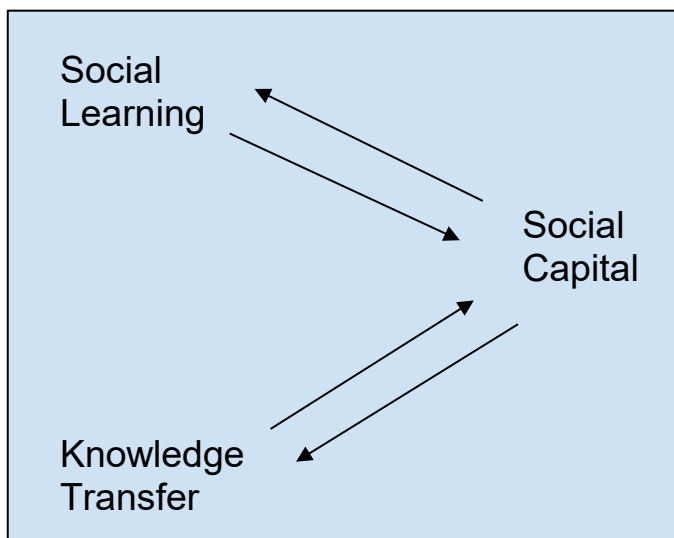 Social
Learning
Social
Capital
Knowledge
Transfer